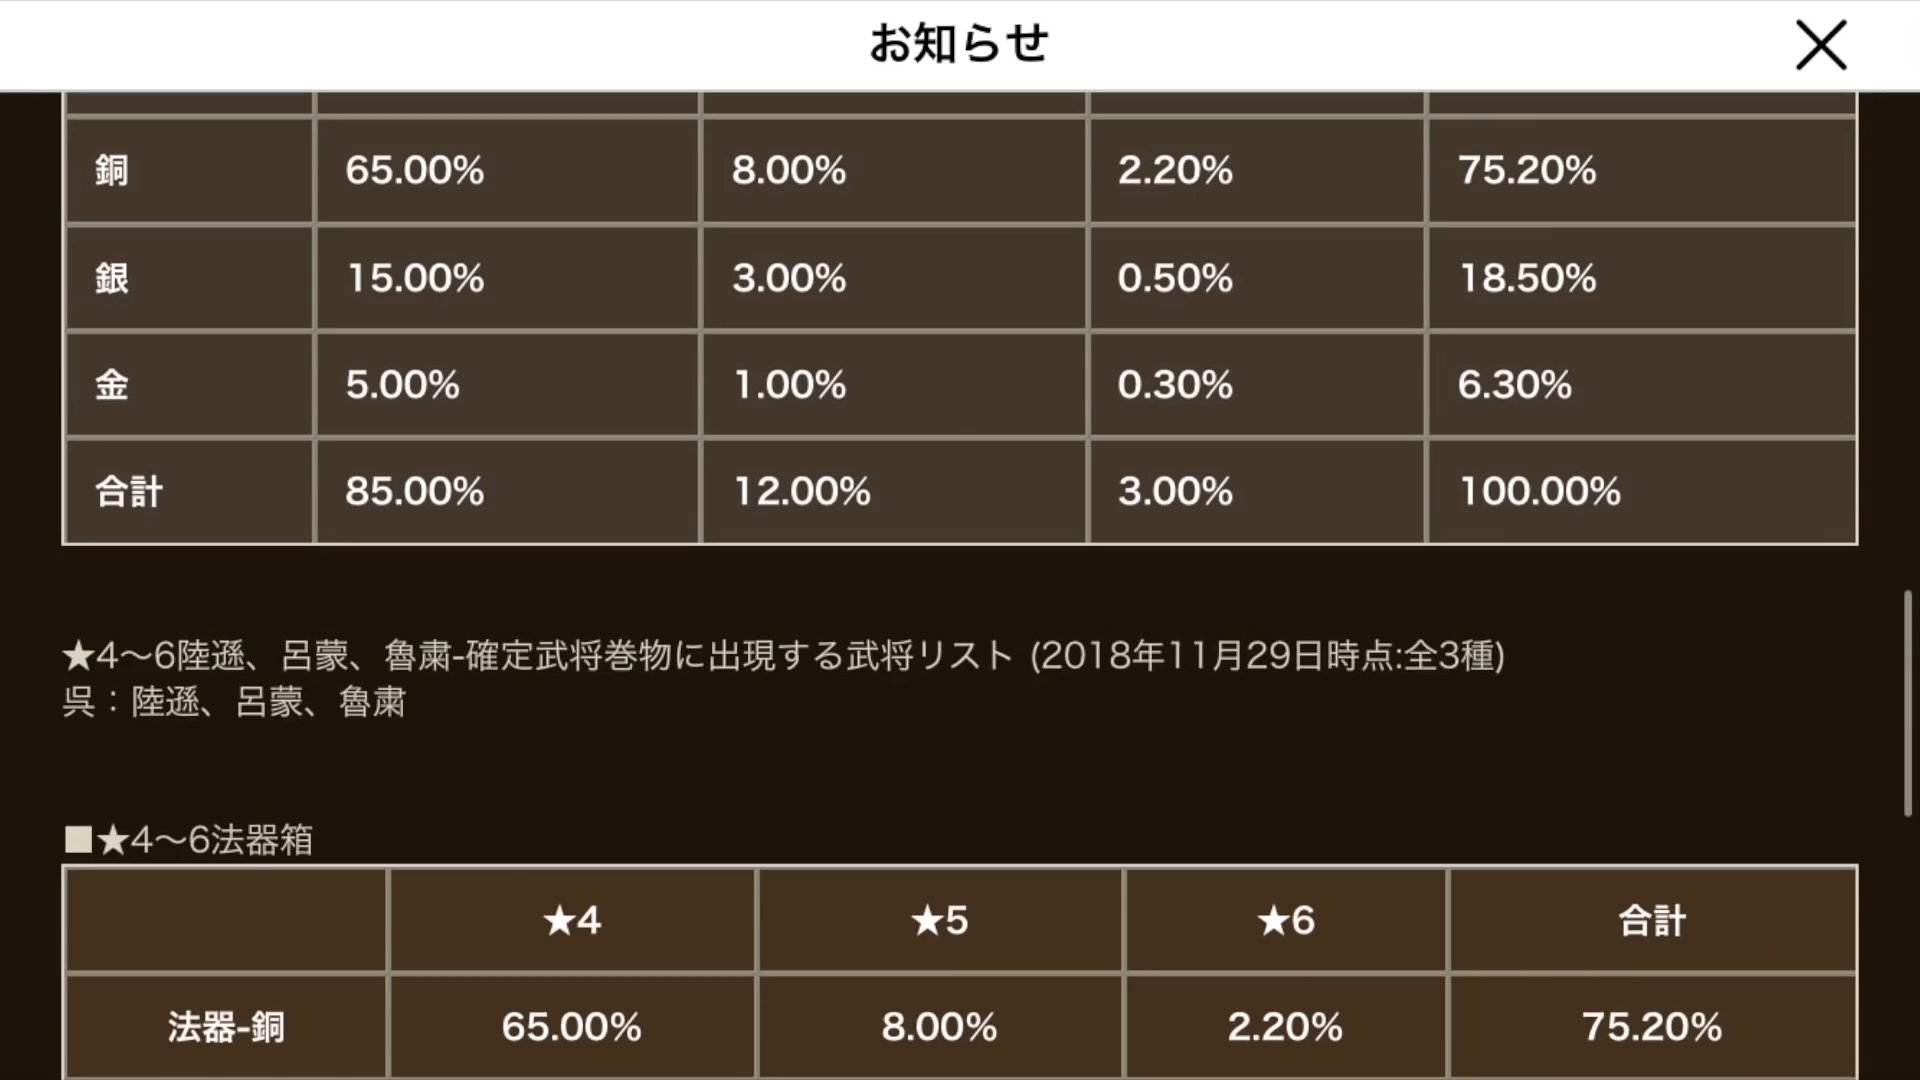 お知らせ
銅 65.00% 8.00% 2.20% 75.20%
銀 15.00% 3.00% 0.50% 18.50%
金 5.00% 1.00% 0.30% 6.30%
合計 85.00% 12.00% 3.00% 100.00%
★4〜6陸遜、呂蒙、魯粛-確定武将巻物に出現する武将リスト (2018年11月29日時点:全3種)
呉：陸遜、呂蒙、魯粛
■★4〜6法器箱
★4 ★5 ★6 合計
法器-銅 65.00% 8.00% 2.20% 75.20%